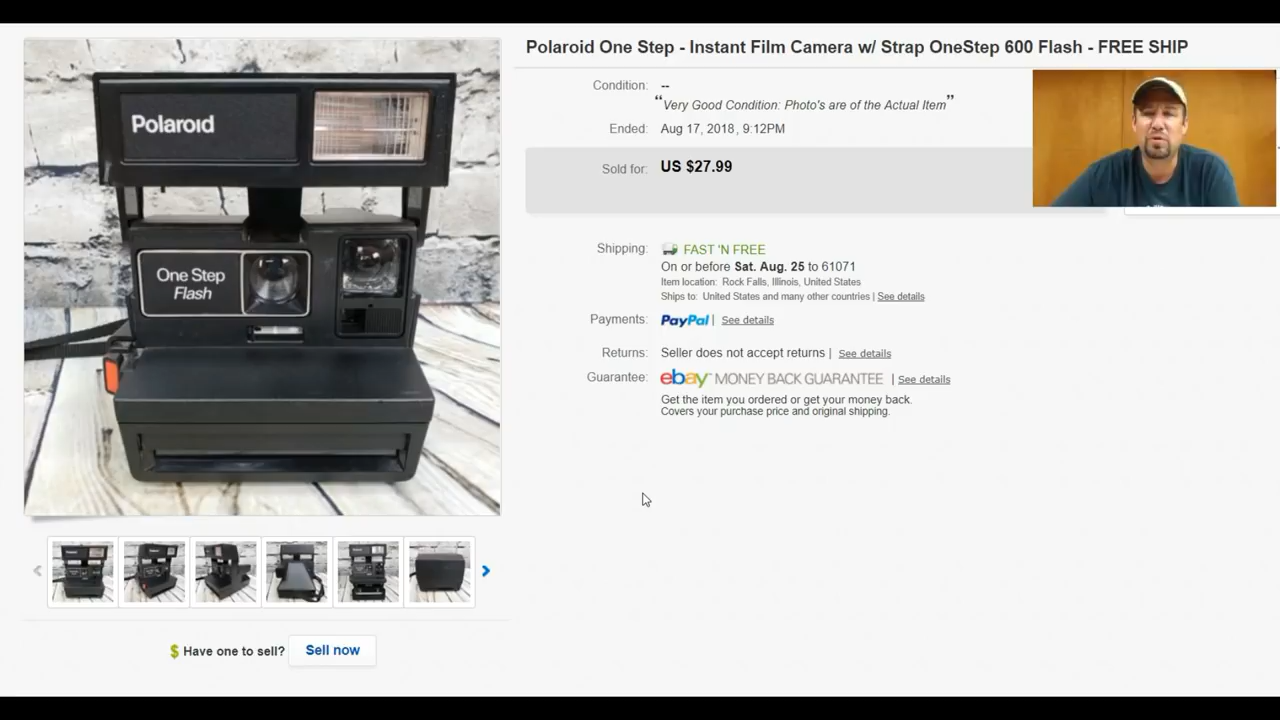 Polaroid One Step - Instant Film Camera w/ Strap OneStep 600 Flash - FREE SHIP
Condition: --
“Very Good Condition: Photo's are of the Actual Item”
Ended: Aug 17, 2018 , 9:12PM
Sold for: US $27.99
Shipping: FAST 'N FREE
On or before Sat. Aug. 25 to 61071
Item location: Rock Falls, Illinois, United States
Ships to: United States and many other countries | See details
Payments: PayPal | See details
Returns: Seller does not accept returns | See details
Guarantee: ebay MONEY BACK GUARANTEE | See details
Get the item you ordered or get your money back.
Covers your purchase price and original shipping.
Polaroid
One Step
Flash
$ Have one to sell? Sell now